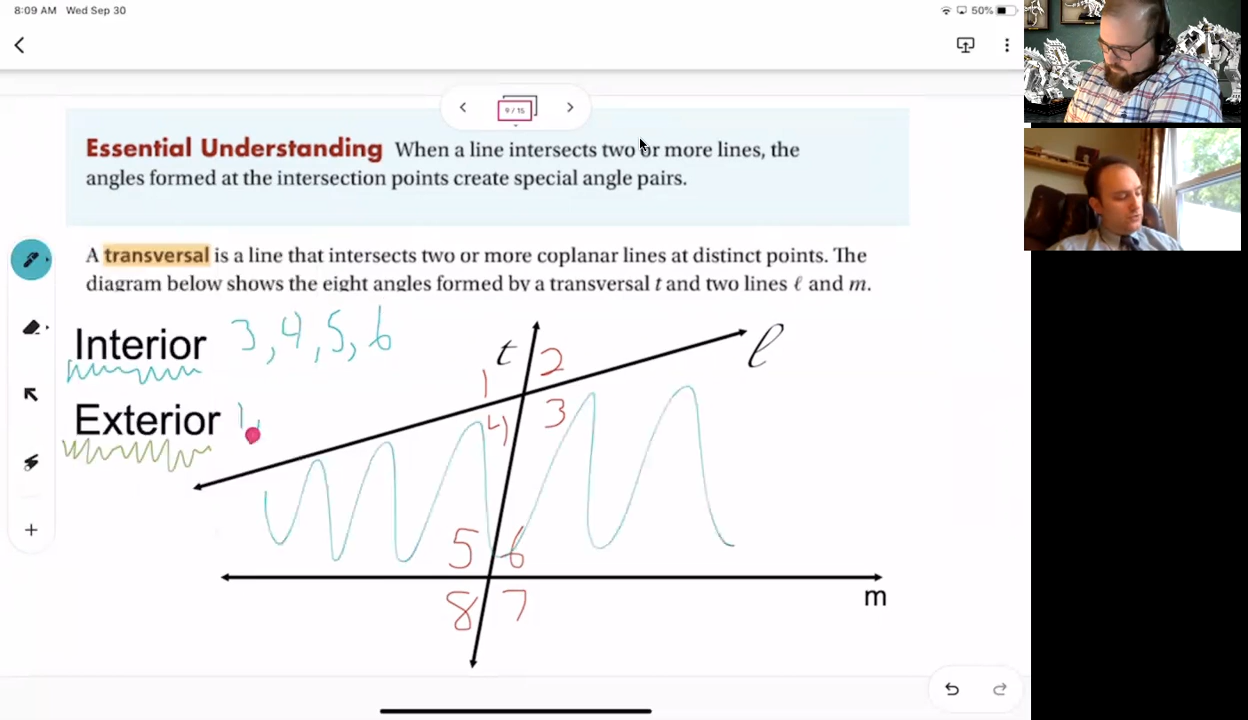 8:09 AM Wed Sep 30
50%
9 / 15
Essential Understanding When a line intersects two or more lines, the
angles formed at the intersection points create special angle pairs.
A transversal is a line that intersects two or more coplanar lines at distinct points. The
diagram below shows the eight angles formed by a transversal t and two lines ℓ and m.
Interior 3, 4, 5, 6
Exterior 1,
t
ℓ
1 2
4 3
5 6
8 7
m